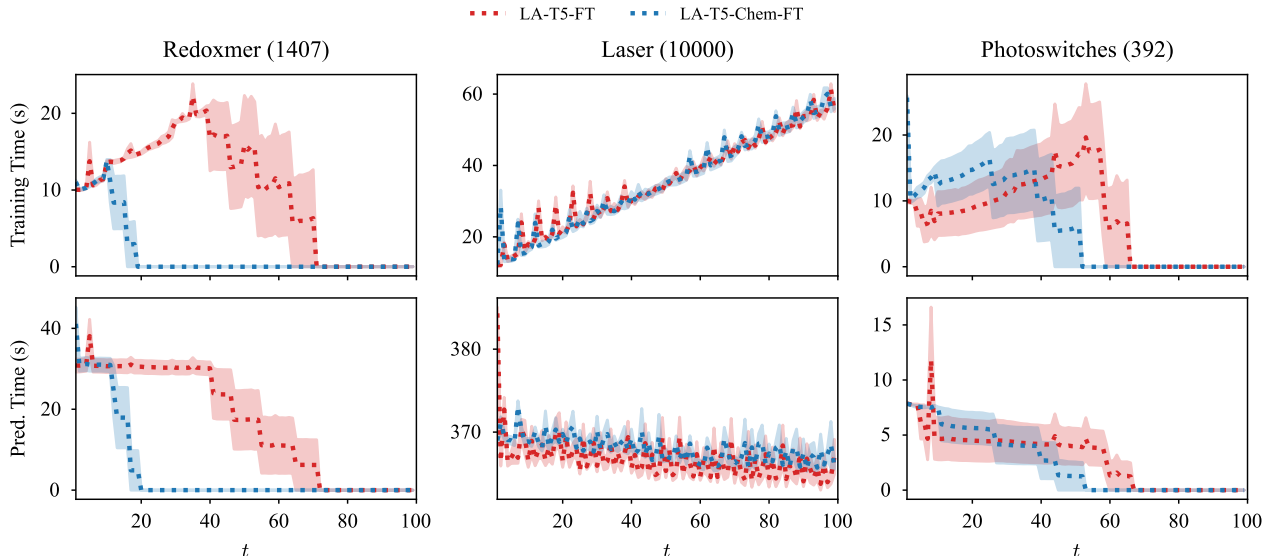 LA-T5-FT LA-T5-Chem-FT
Redoxmer (1407) Laser (10000) Photoswitches (392)
Training Time (s)
20
10
0
60
40
20
20
10
0
Pred. Time (s)
40
20
0
380
370
15
10
5
0
20 40 60 80 100
20 40 60 80 100
20 40 60 80 100
t t t